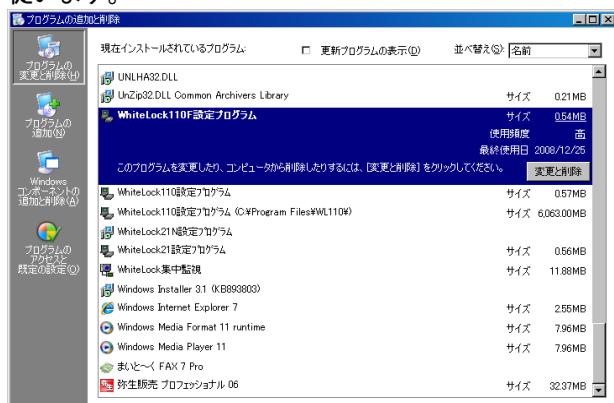 従います。
プログラムの追加と削除
現在インストールされているプログラム:
更新プログラムの表示(D)
並べ替え(S): 名前
プログラムの
変更と削除(H)
プログラムの
追加(N)
Windows
コンポーネントの
追加と削除(A)
プログラムの
アクセスと
既定の設定(O)
UNLHA32.DLL
UnZip32.DLL Common Archivers Library サイズ 0.21MB
WhiteLock110F設定プログラム サイズ 0.54MB
使用頻度 高
最終使用日 2008/12/25
このプログラムを変更したり、コンピュータから削除したりするには、[変更と削除] をクリックしてください。 変更と削除
WhiteLock110設定プログラム サイズ 0.57MB
WhiteLock110設定プログラム (C:¥Program Files¥WL110¥) サイズ 6,063.00MB
WhiteLock21N設定プログラム
WhiteLock21設定プログラム サイズ 0.56MB
WhiteLock集中監視 サイズ 11.88MB
Windows Installer 3.1 (KB893803)
Windows Internet Explorer 7 サイズ 2.55MB
Windows Media Format 11 runtime サイズ 7.96MB
Windows Media Player 11 サイズ 7.96MB
まいと〜く FAX 7 Pro
弥生販売 プロフェッショナル 06 サイズ 32.37MB